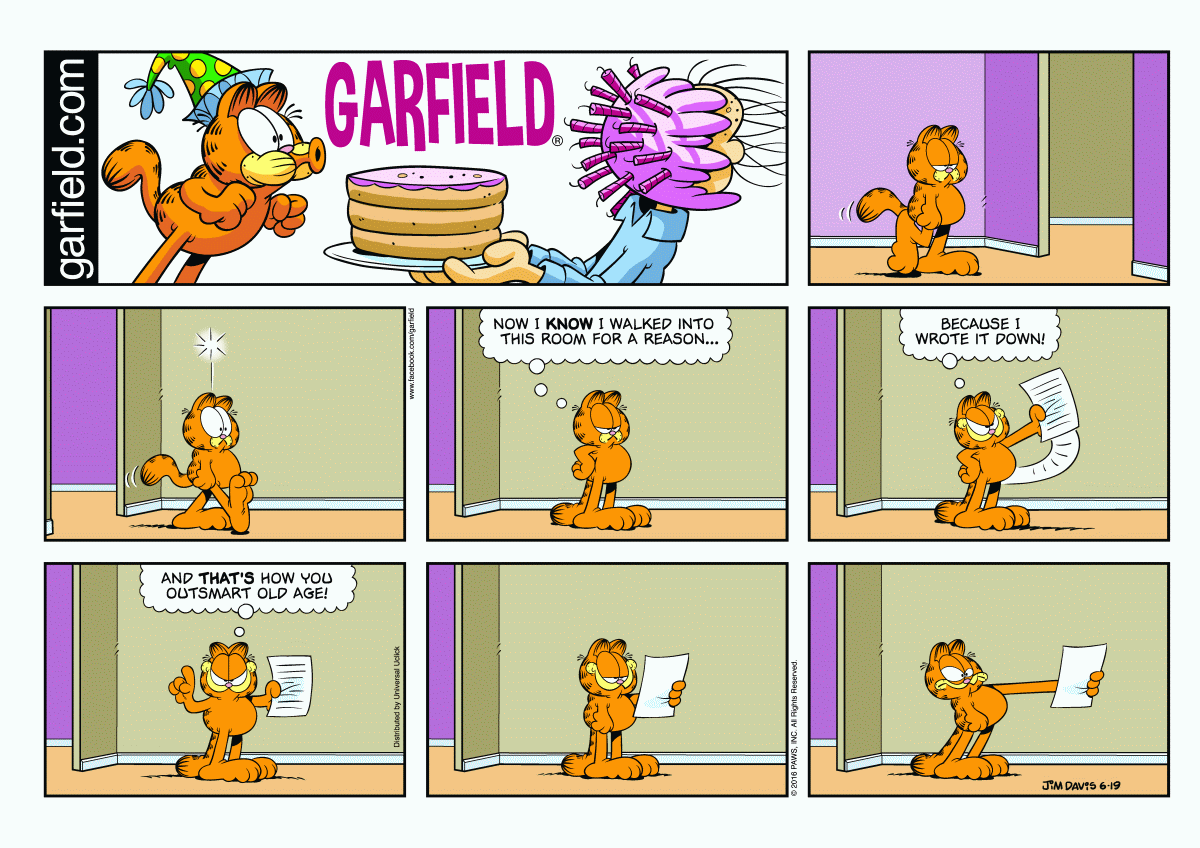 garfield.com
GARFIELD®
www.facebook.com/garfield
NOW I KNOW I WALKED INTO
THIS ROOM FOR A REASON...
BECAUSE I
WROTE IT DOWN!
AND THAT'S HOW YOU
OUTSMART OLD AGE!
Distributed by Universal Uclick
© 2016 PAWS, INC. All Rights Reserved.
JIM DAVIS 6-19